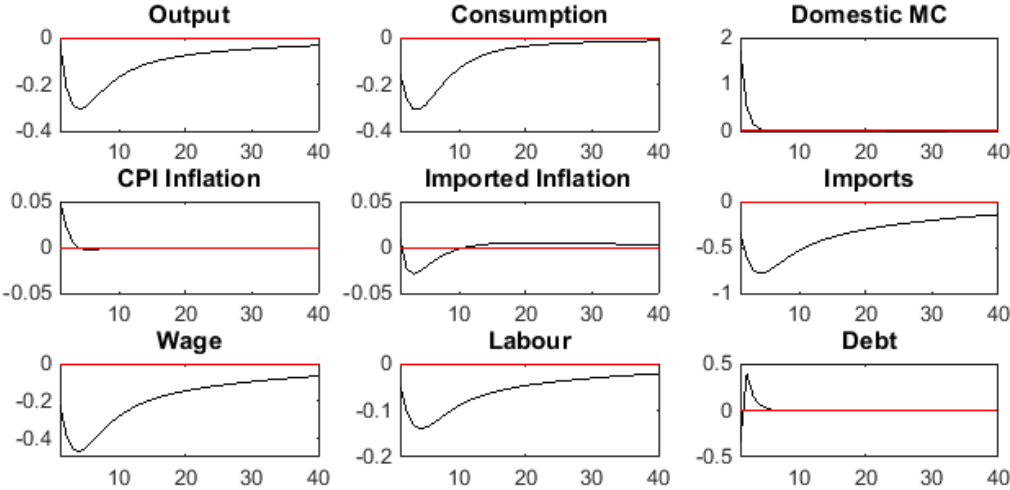 Output Consumption Domestic MC
0 0 2
-0.2 -0.2 1
-0.4 -0.4 0
10 20 30 40 10 20 30 40 10 20 30 40
CPI Inflation Imported Inflation Imports
0.05 0.05 0
0 0 -0.5
-0.05 -0.05 -1
10 20 30 40 10 20 30 40 10 20 30 40
Wage Labour Debt
0 0 0.5
-0.2 -0.1 0
-0.4 -0.2 -0.5
10 20 30 40 10 20 30 40 10 20 30 40